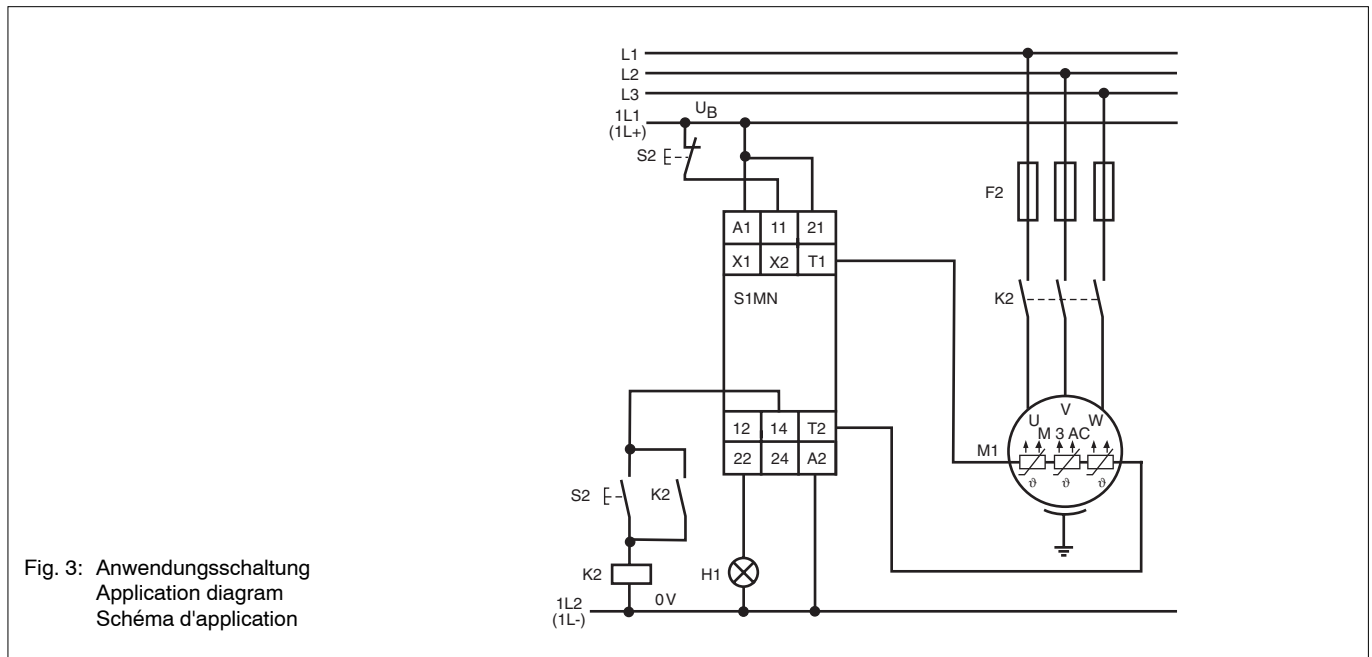 L1
L2
L3
1L1
(1L+)
UB
S2
F2
A1 11 21
X1 X2 T1
S1MN
K2
12 14 T2
22 24 A2
U V W
M 3 AC
M1
ϑ ϑ ϑ
S2 K2
K2 H1
1L2
(1L-)
0 V
Fig. 3: Anwendungsschaltung
Application diagram
Schéma d'application